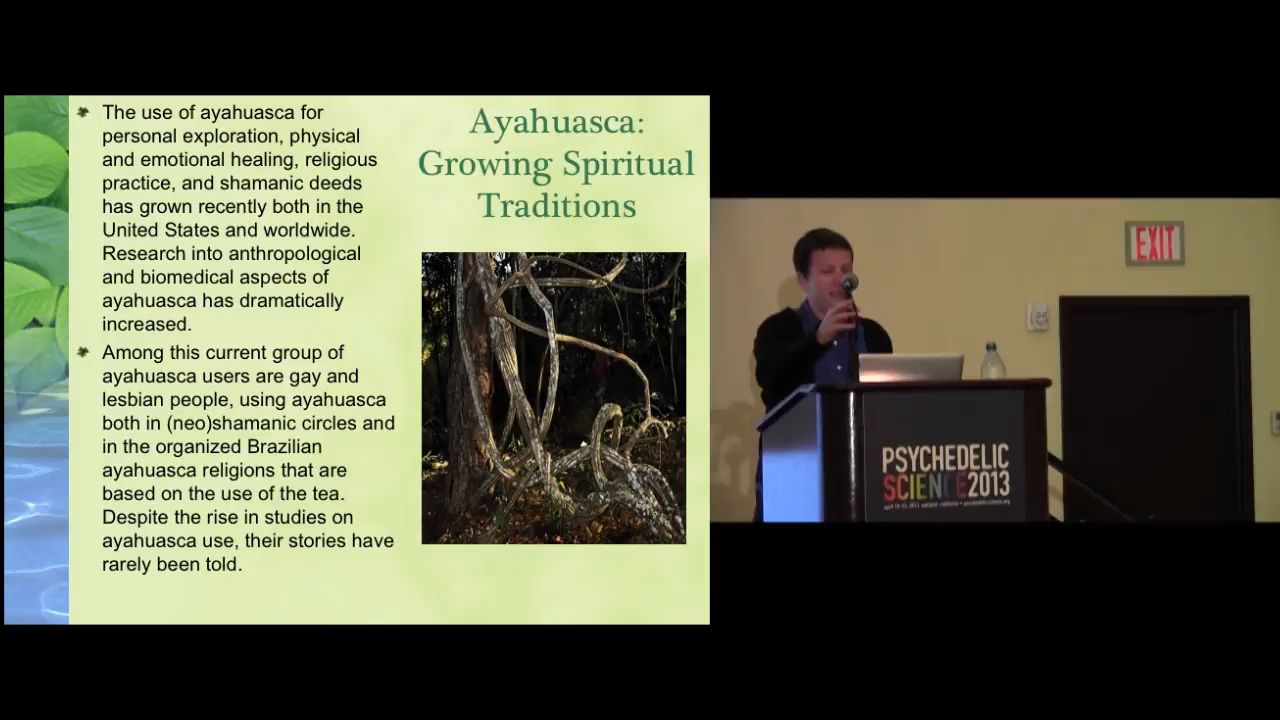 The use of ayahuasca for
personal exploration, physical
and emotional healing, religious
practice, and shamanic deeds
has grown recently both in the
United States and worldwide.
Research into anthropological
and biomedical aspects of
ayahuasca has dramatically
increased.
Among this current group of
ayahuasca users are gay and
lesbian people, using ayahuasca
both in (neo)shamanic circles and
in the organized Brazilian
ayahuasca religions that are
based on the use of the tea.
Despite the rise in studies on
ayahuasca use, their stories have
rarely been told.
Ayahuasca:
Growing Spiritual
Traditions
EXIT
PSYCHEDELIC
SCIENCE2013